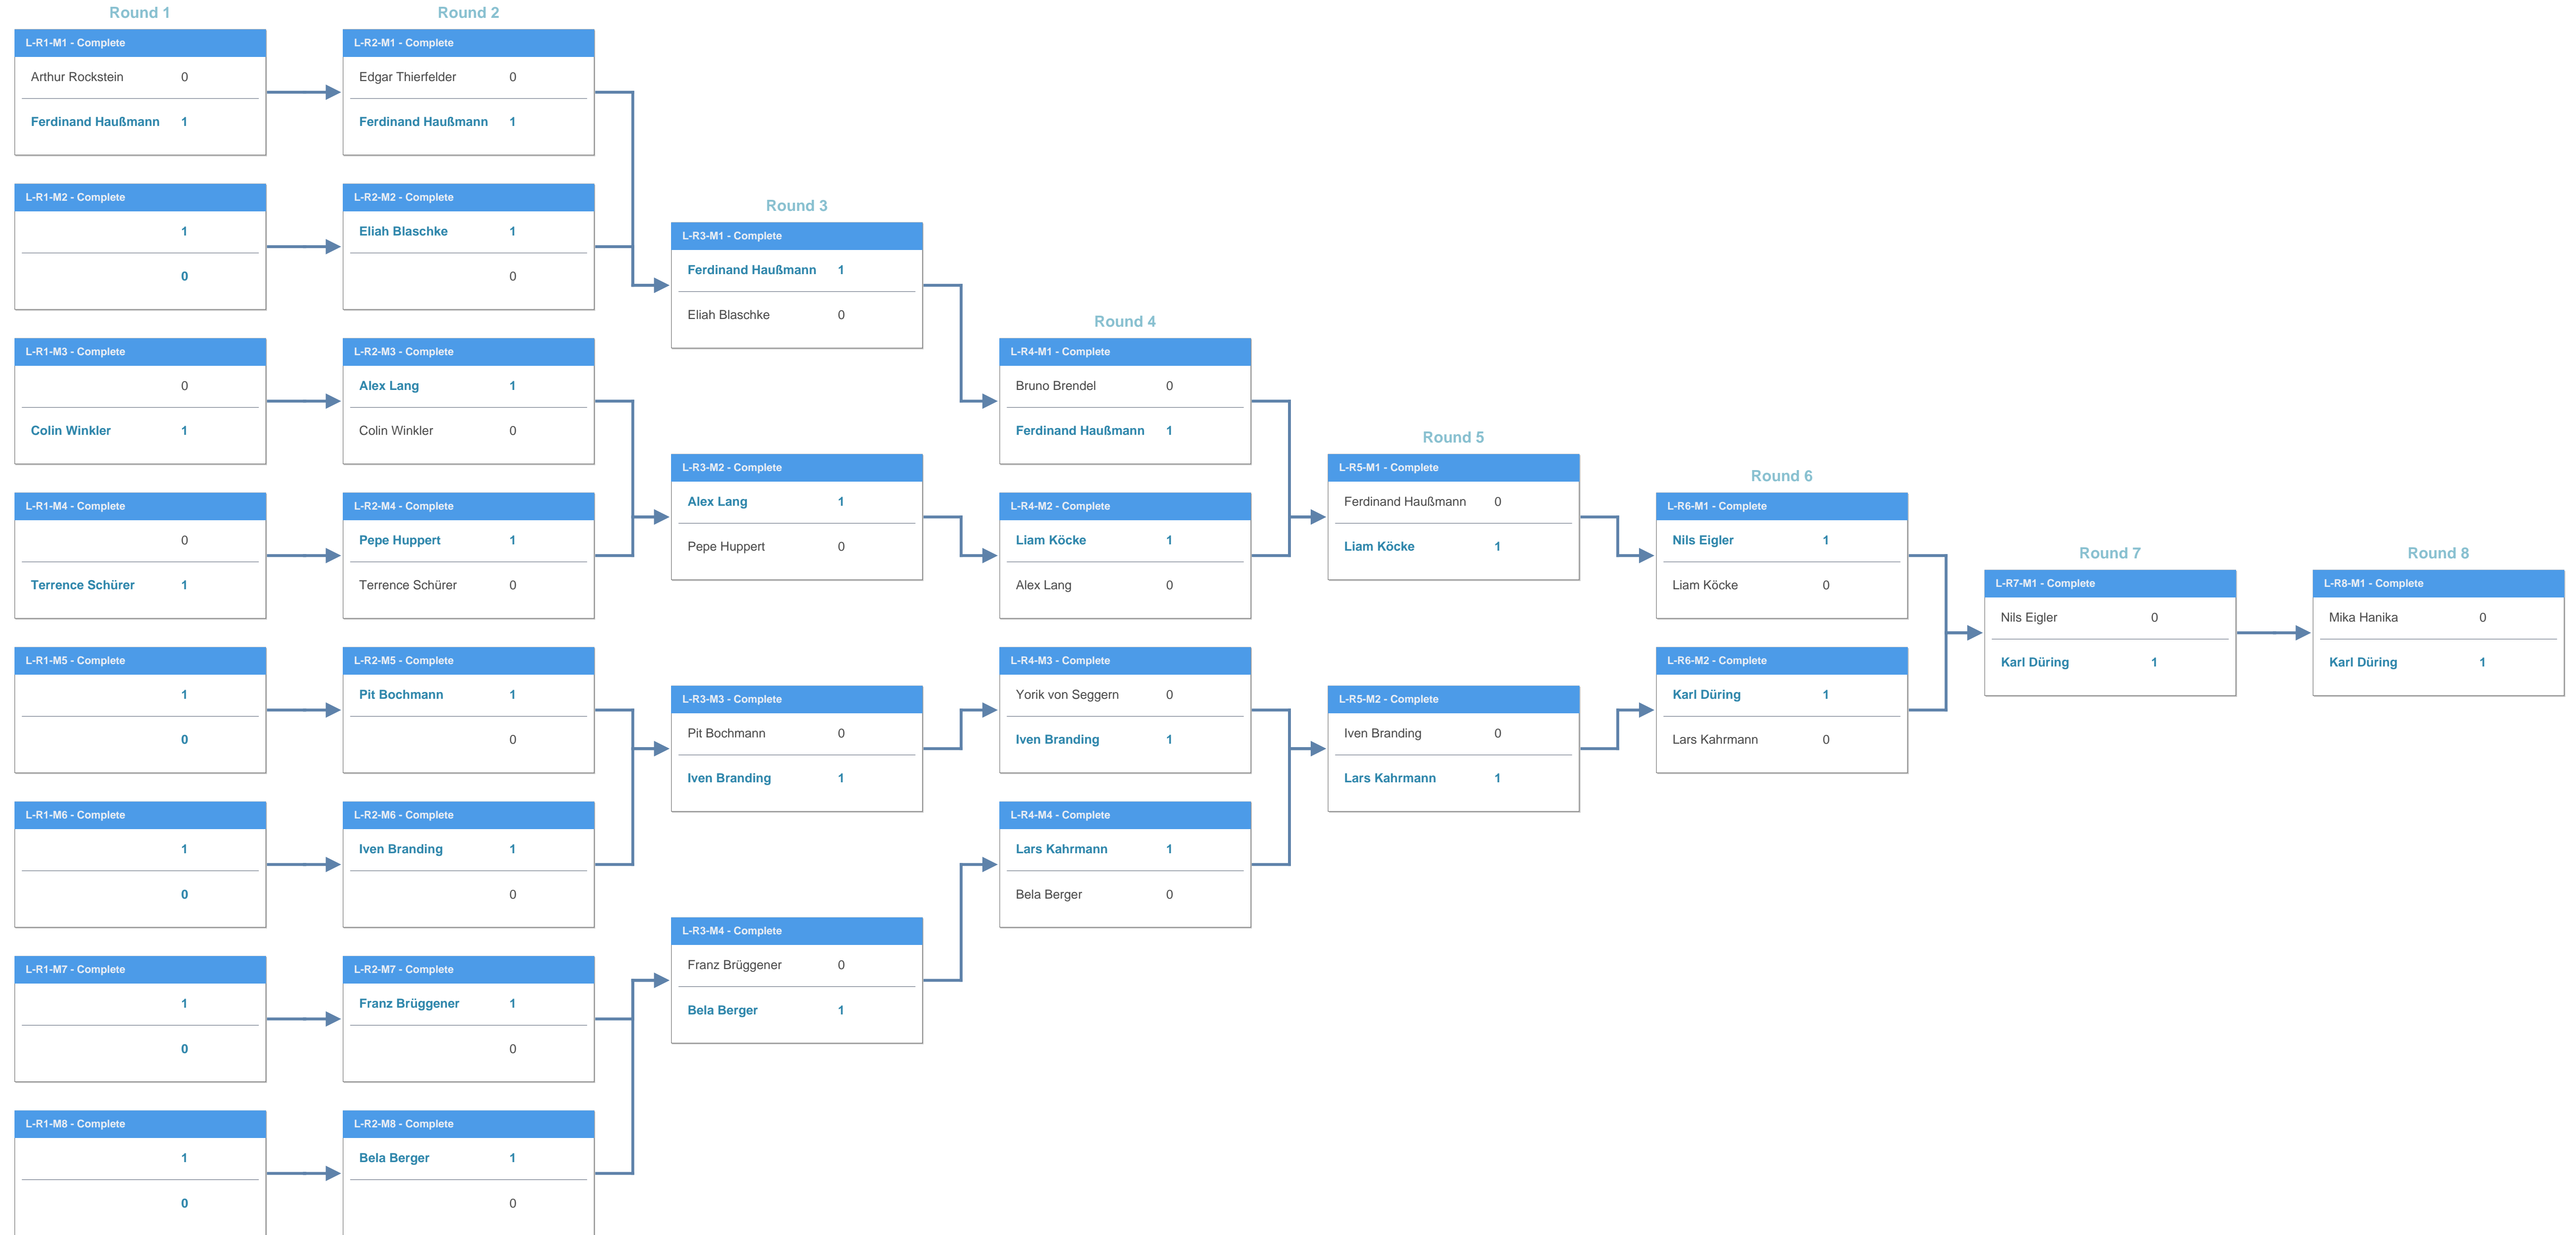 Round 1
L-R1-M1 - Complete
Arthur Rockstein 0
Ferdinand Haußmann 1
L-R1-M2 - Complete
1
0
L-R1-M3 - Complete
0
Colin Winkler 1
L-R1-M4 - Complete
0
Terrence Schürer 1
L-R1-M5 - Complete
1
0
L-R1-M6 - Complete
1
0
L-R1-M7 - Complete
1
0
L-R1-M8 - Complete
1
0
Round 2
L-R2-M1 - Complete
Edgar Thierfelder 0
Ferdinand Haußmann 1
L-R2-M2 - Complete
Eliah Blaschke 1
0
L-R2-M3 - Complete
Alex Lang 1
Colin Winkler 0
L-R2-M4 - Complete
Pepe Huppert 1
Terrence Schürer 0
L-R2-M5 - Complete
Pit Bochmann 1
0
L-R2-M6 - Complete
Iven Branding 1
0
L-R2-M7 - Complete
Franz Brüggener 1
0
L-R2-M8 - Complete
Bela Berger 1
0
Round 3
L-R3-M1 - Complete
Ferdinand Haußmann 1
Eliah Blaschke 0
L-R3-M2 - Complete
Alex Lang 1
Pepe Huppert 0
L-R3-M3 - Complete
Pit Bochmann 0
Iven Branding 1
L-R3-M4 - Complete
Franz Brüggener 0
Bela Berger 1
Round 4
L-R4-M1 - Complete
Bruno Brendel 0
Ferdinand Haußmann 1
L-R4-M2 - Complete
Liam Köcke 1
Alex Lang 0
L-R4-M3 - Complete
Yorik von Seggern 0
Iven Branding 1
L-R4-M4 - Complete
Lars Kahrmann 1
Bela Berger 0
Round 5
L-R5-M1 - Complete
Ferdinand Haußmann 0
Liam Köcke 1
L-R5-M2 - Complete
Iven Branding 0
Lars Kahrmann 1
Round 6
L-R6-M1 - Complete
Nils Eigler 1
Liam Köcke 0
L-R6-M2 - Complete
Karl Düring 1
Lars Kahrmann 0
Round 7
L-R7-M1 - Complete
Nils Eigler 0
Karl Düring 1
Round 8
L-R8-M1 - Complete
Mika Hanika 0
Karl Düring 1